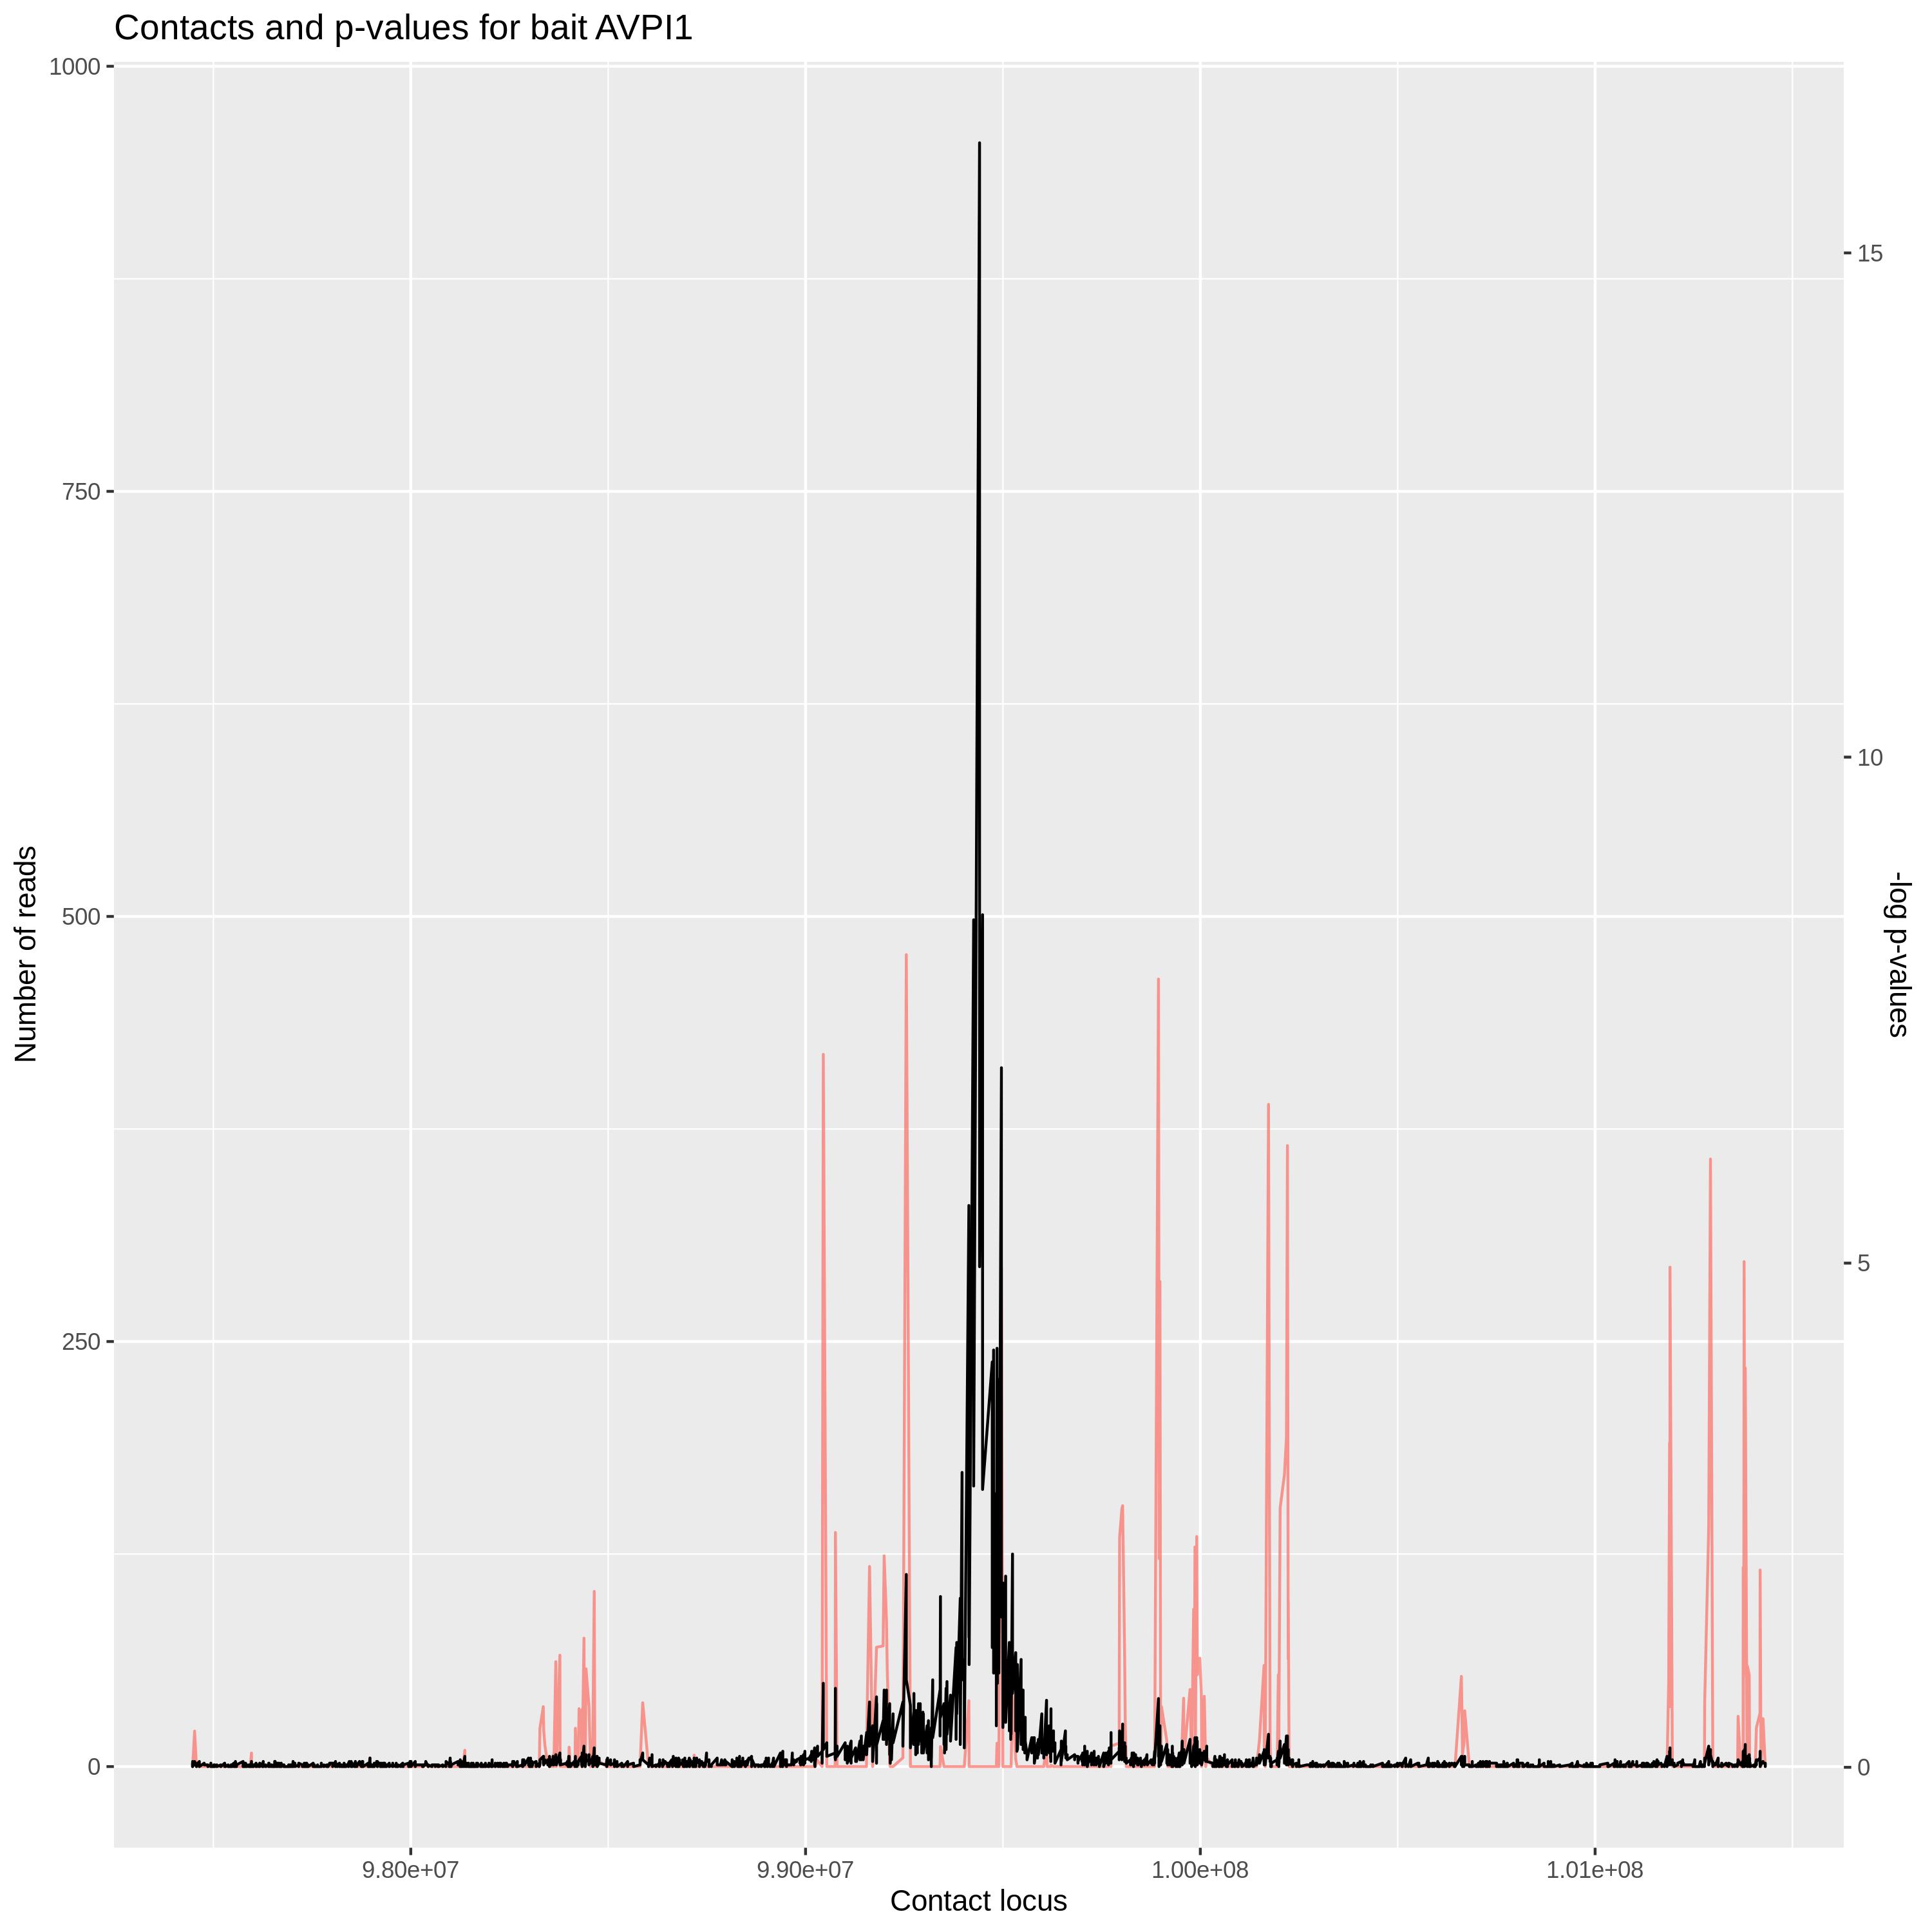 Contacts and p-values for bait AVPI1
1000
750
500
250
0
Number of reads
15
10
5
0
-log p-values
9.80e+07
9.90e+07
1.00e+08
1.01e+08
Contact locus